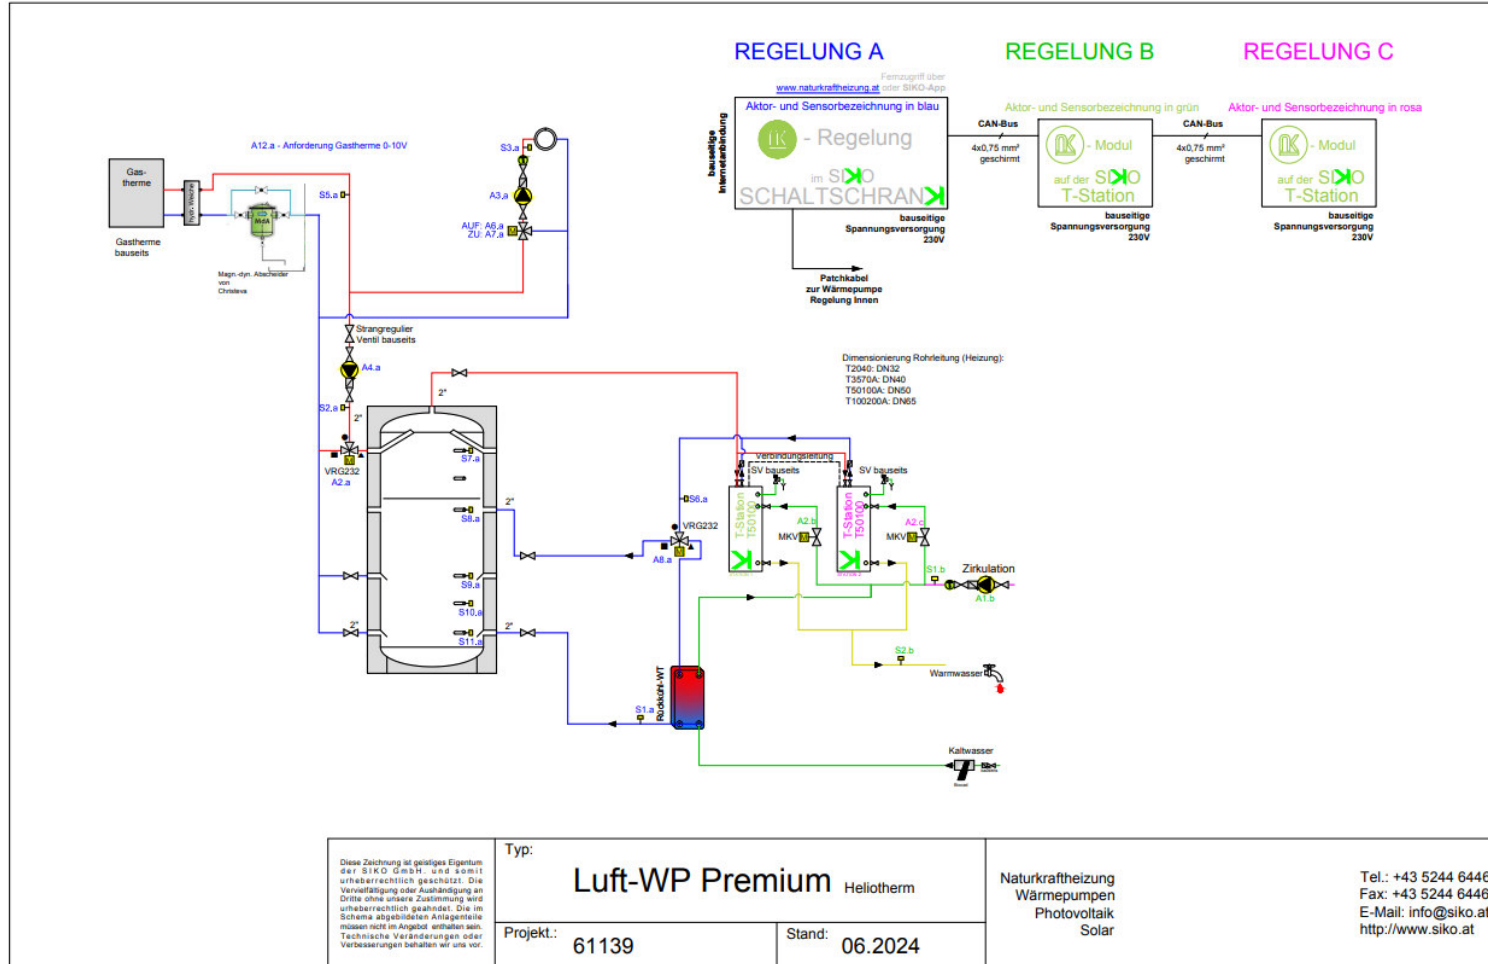 REGELUNG A
REGELUNG B
REGELUNG C
Fernzugriff über
www.naturkraftheizung.at oder SIKO-App
Aktor- und Sensorbezeichnung in blau
Aktor- und Sensorbezeichnung in grün
Aktor- und Sensorbezeichnung in rosa
bauseitige
Internetanbindung
- Regelung
im SIKO
SCHALTSCHRANK
CAN-Bus
4x0,75 mm²
geschirmt
- Modul
auf der SIKO
T-Station
CAN-Bus
4x0,75 mm²
geschirmt
- Modul
auf der SIKO
T-Station
bauseitige
Spannungsversorgung
230V
bauseitige
Spannungsversorgung
230V
bauseitige
Spannungsversorgung
230V
Patchkabel
zur Wärmepumpe
Regelung Innen
A12.a - Anforderung Gastherme 0-10V
Gas-
therme
Gastherme
bauseits
hydr. Weiche
MdA
Magn.-dyn. Abscheider
von
Christeva
S5.a
S3.a
A3.a
AUF: A6.a
ZU: A7.a
M
Strangregulier
Ventil bauseits
A4.a
S2.a
2"
2"
VRG232
A2.a
M
S7.a
S8.a
S9.a
S10.a
S11.a
2"
2"
2"
Dimensionierung Rohrleitung (Heizung):
T2040: DN32
T3570A: DN40
T50100A: DN50
T100200A: DN65
Verbindungsleitung
SV bauseits
SV bauseits
S6.a
VRG232
A8.a
M
T-Station
T50100
T-Station
T50100
A2.b
MKV
M
A2.c
MKV
M
S1.b
Zirkulation
A1.b
S2.b
Warmwasser
Rückkühl-WT
S1.a
Kaltwasser
Diese Zeichnung ist geistiges Eigentum
der SIKO GmbH. und somit
urheberrechtlich geschützt. Die
Vervielfältigung oder Aushändigung an
Dritte ohne unsere Zustimmung wird
urheberrechtlich geahndet. Die im
Schema abgebildeten Anlagenteile
müssen nicht im Angebot enthalten sein.
Technische Veränderungen oder
Verbesserungen behalten wir uns vor.
Typ:
Luft-WP Premium Heliotherm
Projekt.: 61139
Stand: 06.2024
Naturkraftheizung
Wärmepumpen
Photovoltaik
Solar
Tel.: +43 5244 6446
Fax: +43 5244 6446
E-Mail: info@siko.at
http://www.siko.at